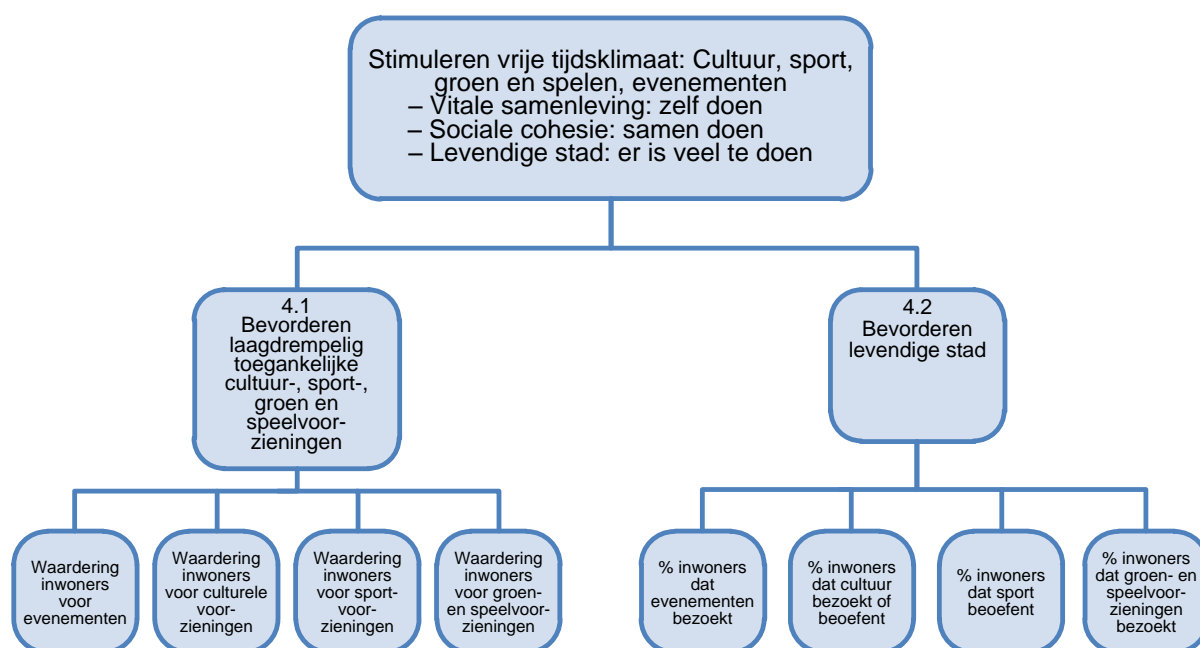 Stimuleren vrije tijdsklimaat: Cultuur, sport,
groen en spelen, evenementen
– Vitale samenleving: zelf doen
– Sociale cohesie: samen doen
– Levendige stad: er is veel te doen
4.1
Bevorderen
laagdrempelig
toegankelijke
cultuur-, sport-,
groen en
speelvoor-
zieningen
4.2
Bevorderen
levendige stad
Waardering
inwoners
voor
evenementen
Waardering
inwoners
voor culturele
voor-
zieningen
Waardering
inwoners
voor sport-
voor-
zieningen
Waardering
inwoners
voor groen-
en speelvoor-
zieningen
% inwoners
dat
evenementen
bezoekt
% inwoners
dat cultuur
bezoekt of
beoefent
% inwoners
dat sport
beoefent
% inwoners
dat groen- en
speelvoor-
zieningen
bezoekt